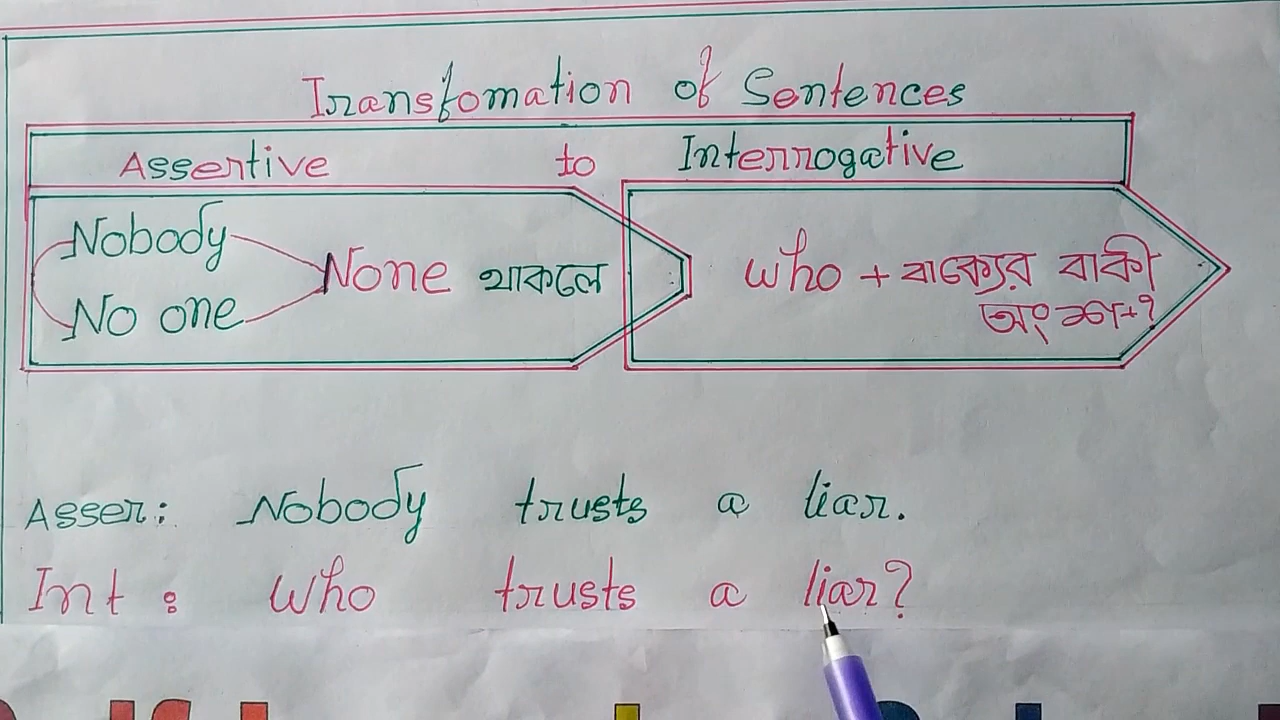 Transfomation of Sentences
Assertive to Interrogative
Nobody
No one
None থাকলে
who + বাক্যের বাকী
অংশ+?
Asser: Nobody trusts a liar.
Int : Who trusts a liar?